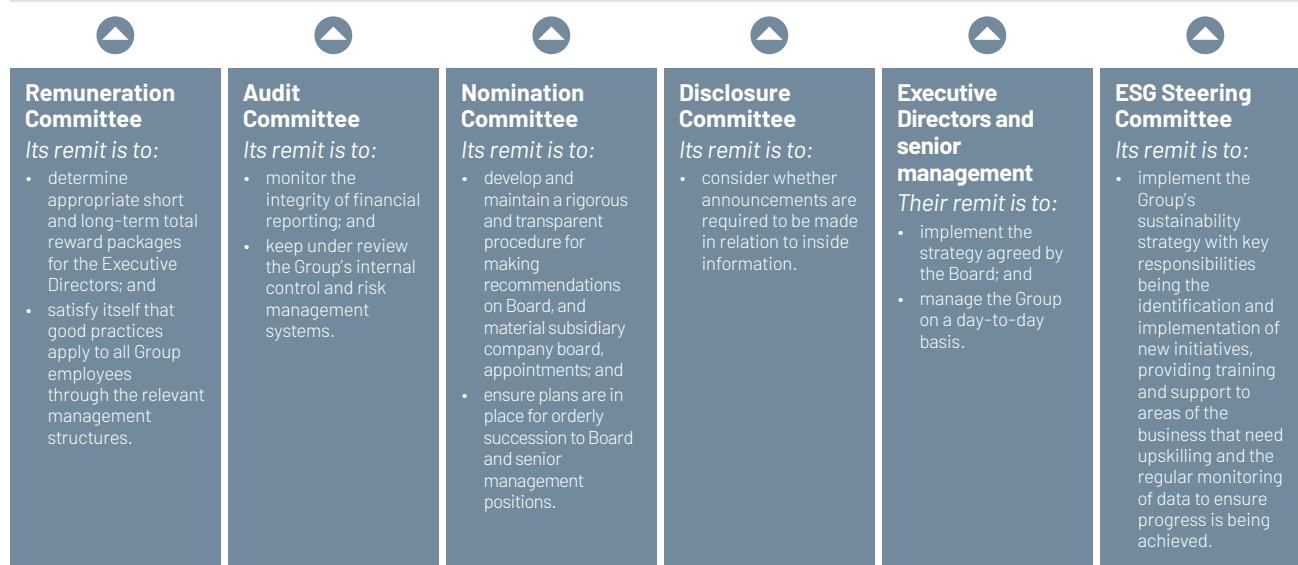 Remuneration
Committee
Its remit is to:
• determine
appropriate short
and long-term total
reward packages
for the Executive
Directors; and
• satisfy itself that
good practices
apply to all Group
employees
through the relevant
management
structures.
Audit
Committee
Its remit is to:
• monitor the
integrity of financial
reporting; and
• keep under review
the Group's internal
control and risk
management
systems.
Nomination
Committee
Its remit is to:
• develop and
maintain a rigorous
and transparent
procedure for
making
recommendations
on Board, and
material subsidiary
company board,
appointments; and
• ensure plans are in
place for orderly
succession to Board
and senior
management
positions.
Disclosure
Committee
Its remit is to:
• consider whether
announcements are
required to be made
in relation to inside
information.
Executive
Directors and
senior
management
Their remit is to:
• implement the
strategy agreed by
the Board; and
• manage the Group
on a day-to-day
basis.
ESG Steering
Committee
Its remit is to:
• implement the
Group's
sustainability
strategy with key
responsibilities
being the
identification and
implementation of
new initiatives,
providing training
and support to
areas of the
business that need
upskilling and the
regular monitoring
of data to ensure
progress is being
achieved.